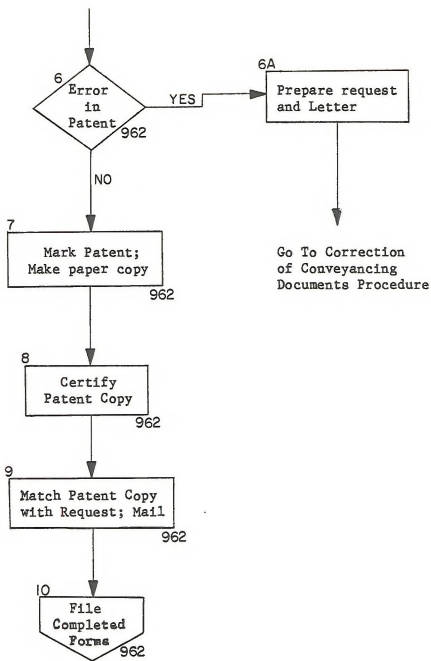 6
Error
in
Patent
962
YES
6A
Prepare request
and Letter
NO
Go To Correction
of Conveyancing
Documents Procedure
7
Mark Patent;
Make paper copy
962
8
Certify
Patent Copy
962
9
Match Patent Copy
with Request; Mail
962
10
File
Completed
Forms
962